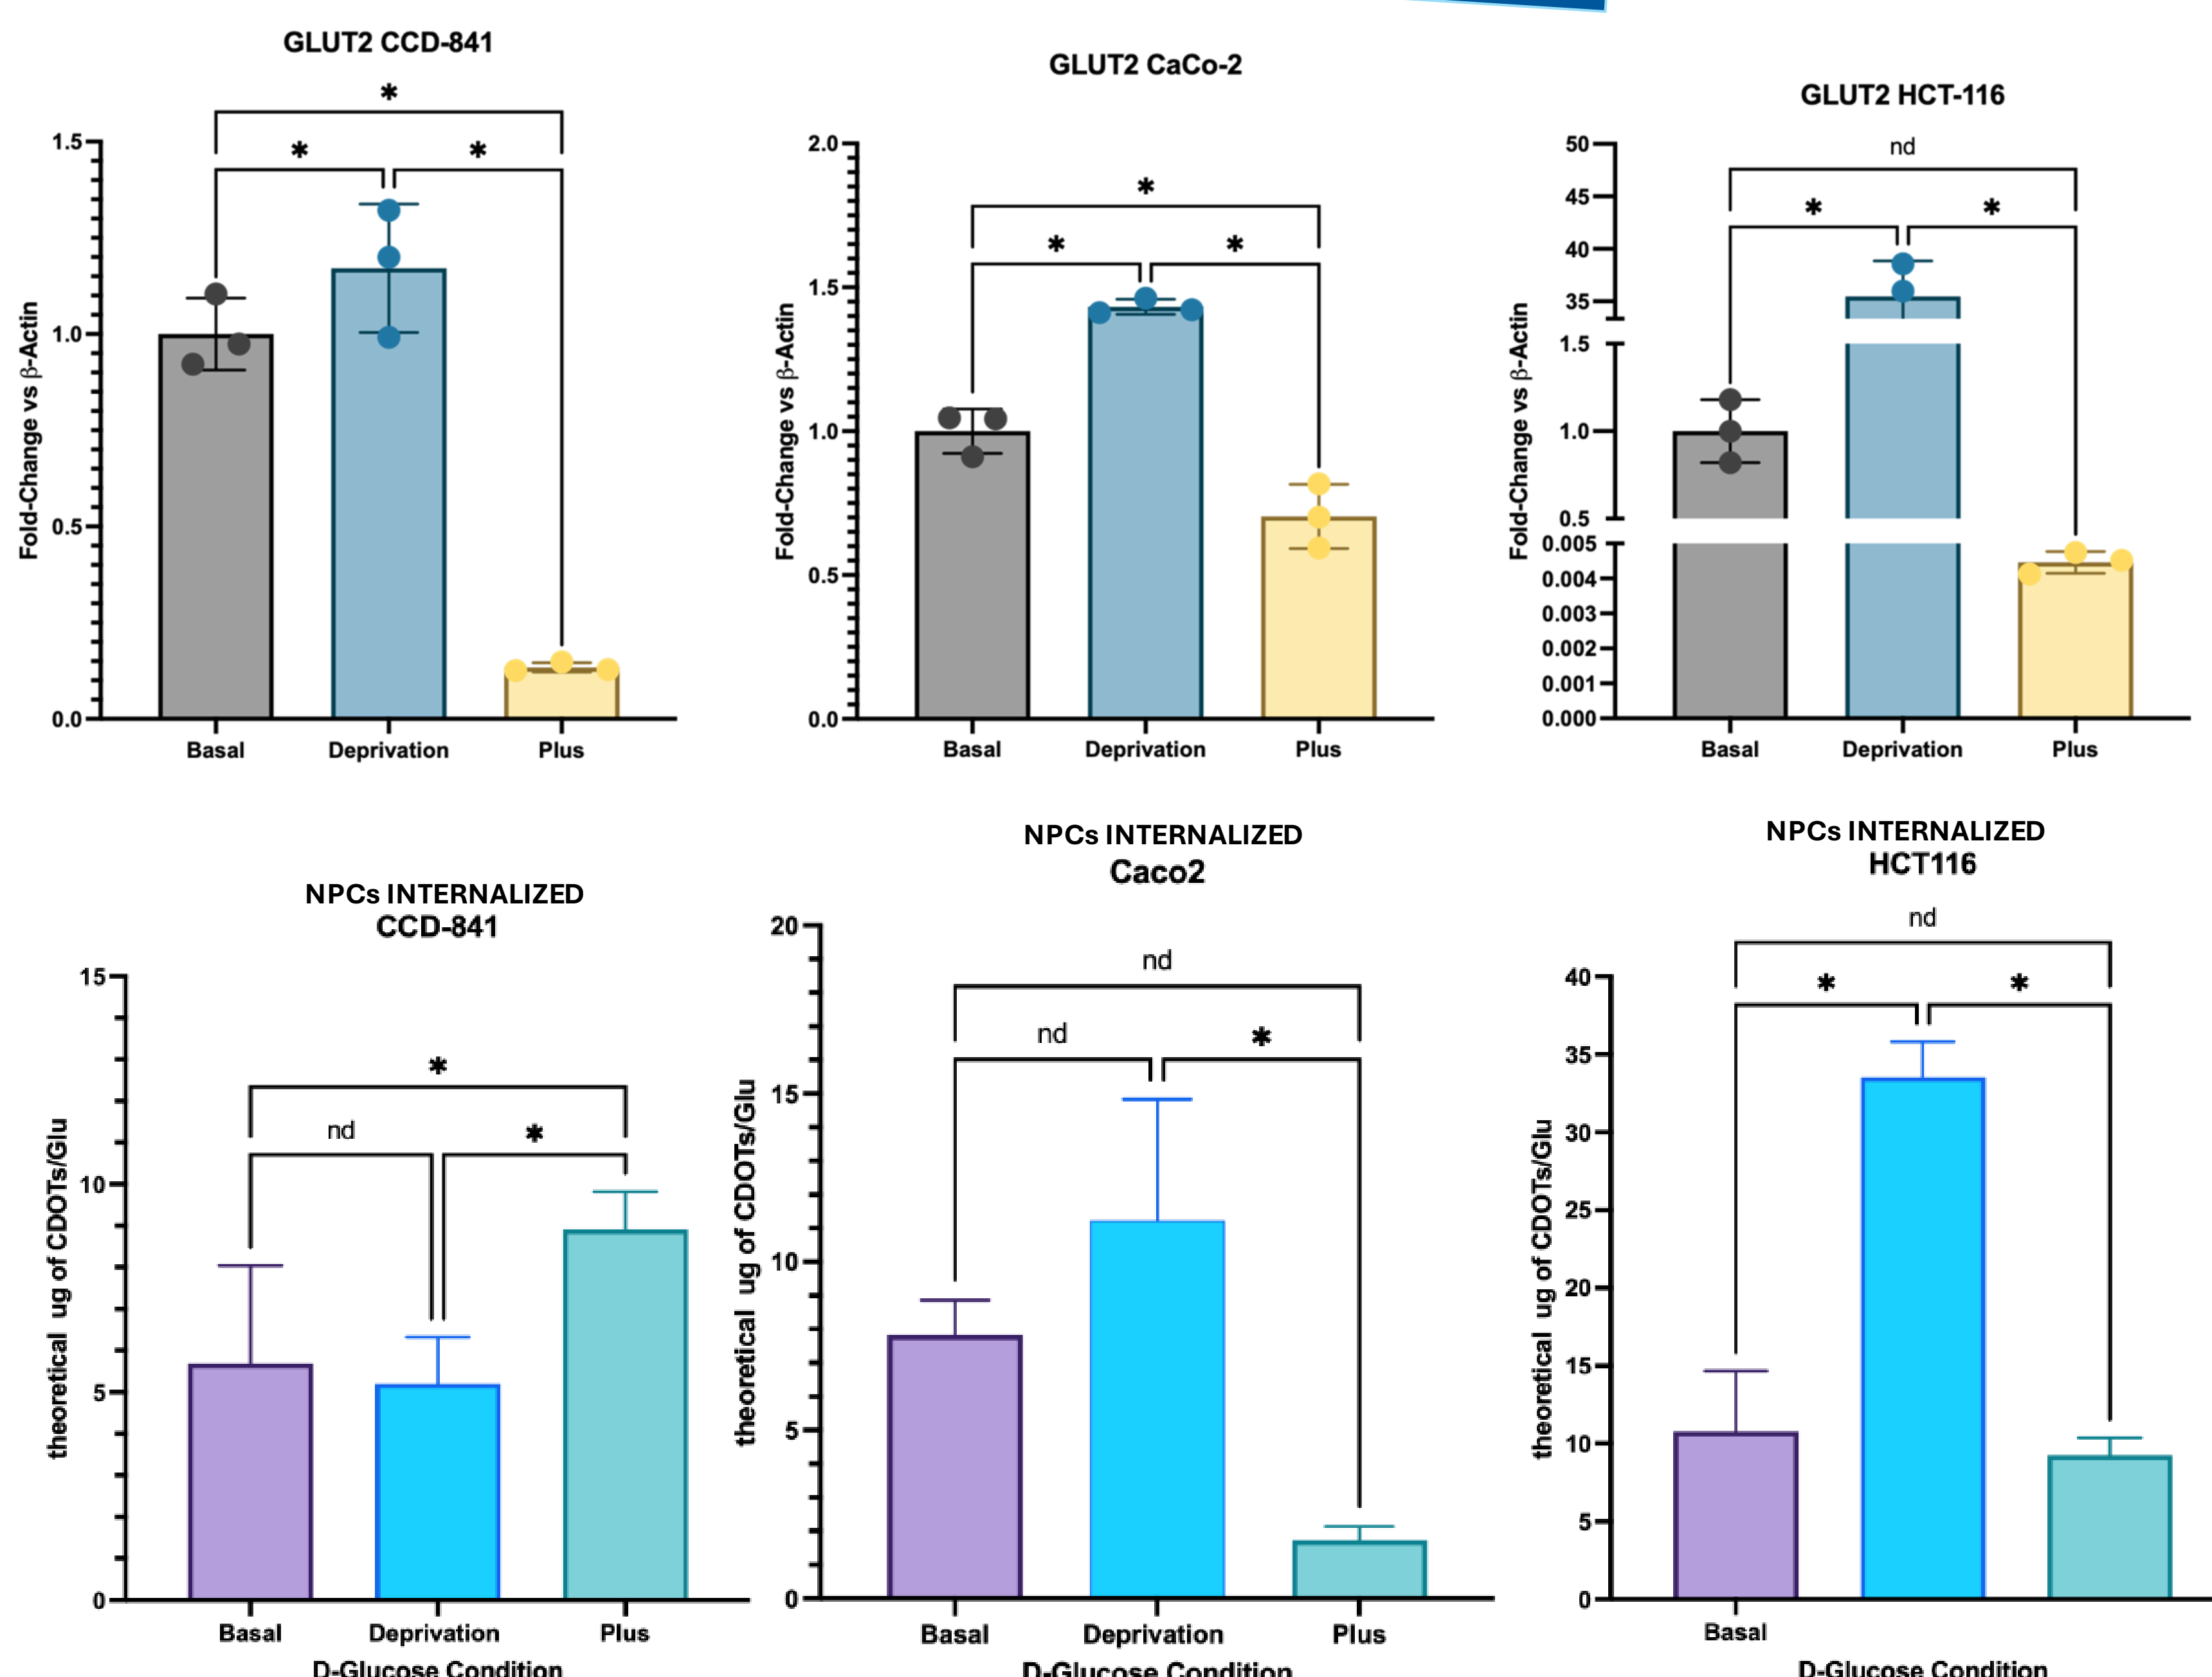 GLUT2 CCD-841
*
* *
Fold-Change vs β-Actin
1.5
1.0
0.5
0.0
Basal Deprivation Plus
GLUT2 CaCo-2
*
* *
Fold-Change vs β-Actin
2.0
1.5
1.0
0.5
0.0
Basal Deprivation Plus
GLUT2 HCT-116
nd
* *
Fold-Change vs β-Actin
50
45
40
35
1.5
1.0
0.5
0.005
0.004
0.003
0.002
0.001
0.000
Basal Deprivation Plus
NPCs INTERNALIZED
CCD-841
*
nd *
theoretical ug of CDOTs/Glu
15
10
5
0
Basal Deprivation Plus
D-Glucose Condition
NPCs INTERNALIZED
Caco2
nd
nd *
theoretical ug of CDOTs/Glu
20
15
10
5
0
Basal Deprivation Plus
D-Glucose Condition
NPCs INTERNALIZED
HCT116
nd
* *
theoretical ug of CDOTs/Glu
40
35
30
25
20
15
10
5
0
Basal
D-Glucose Condition